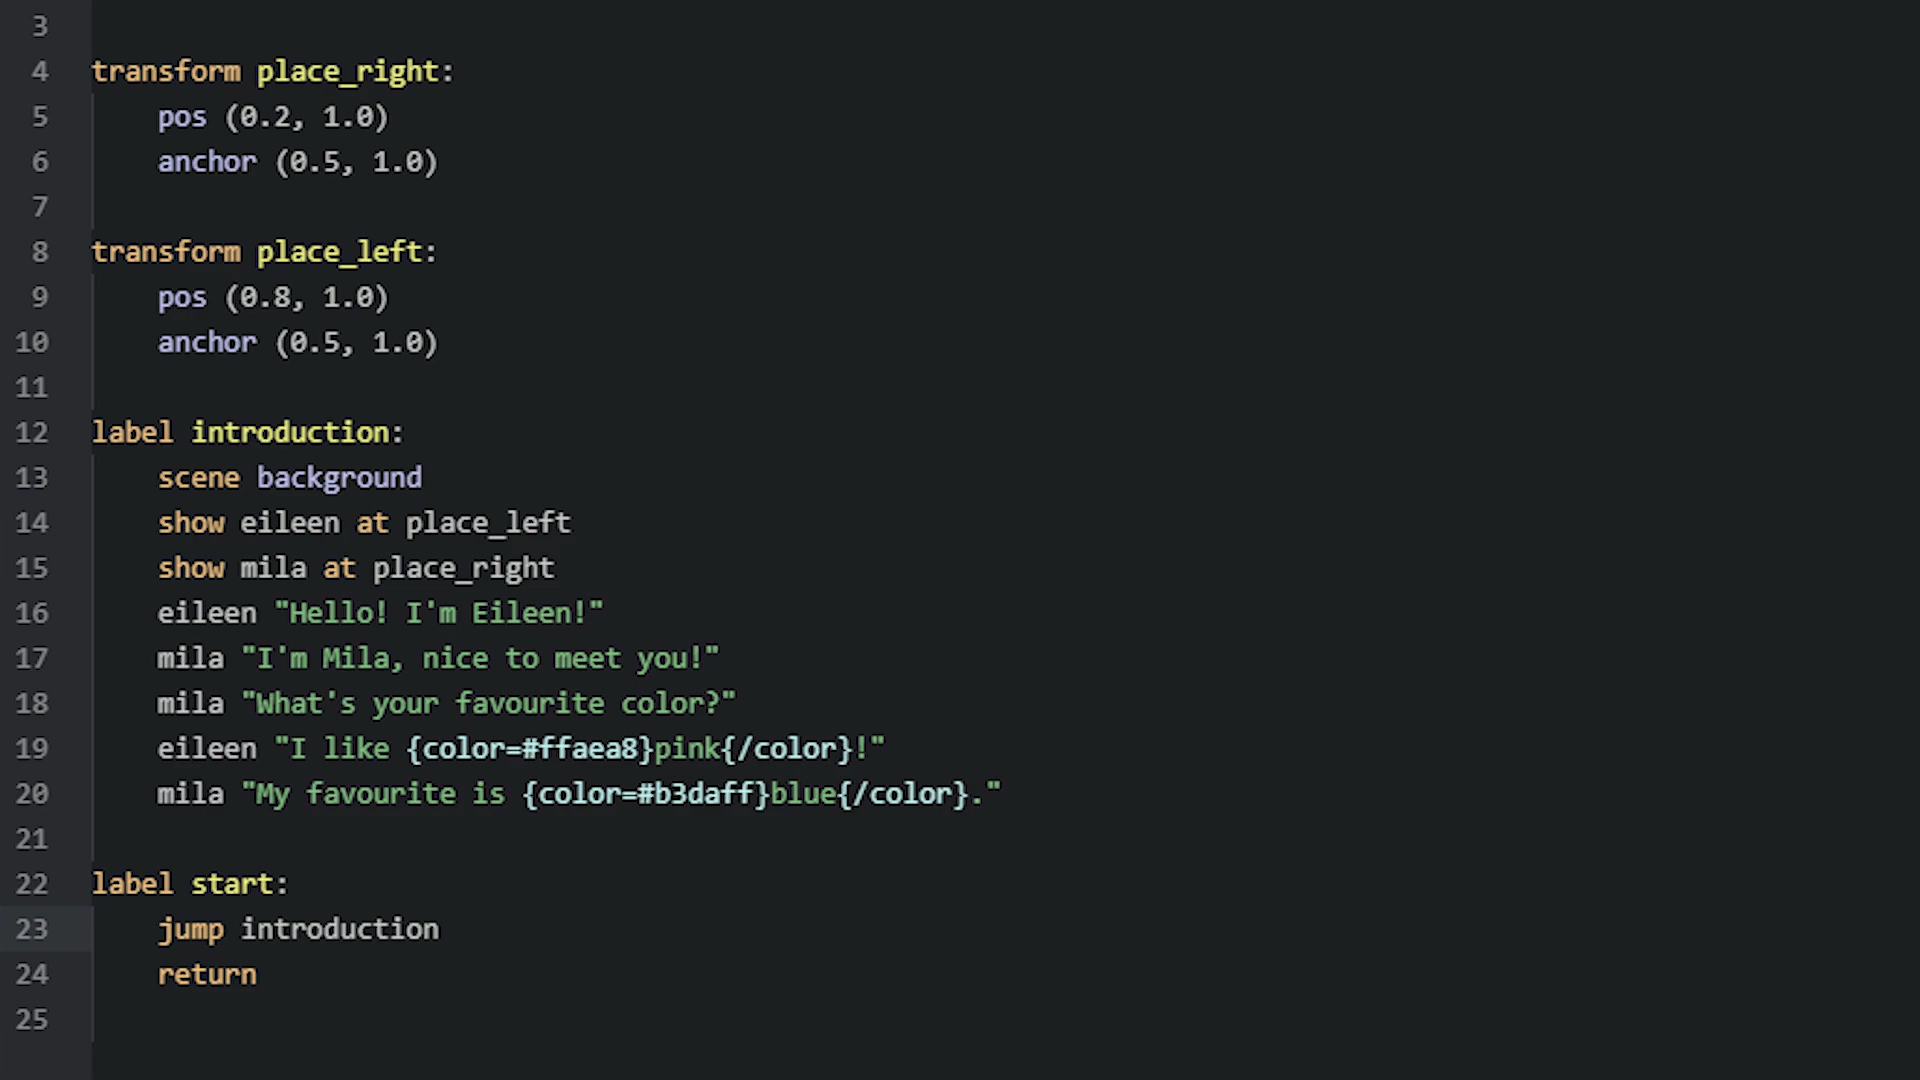 3
4 transform place_right:
5     pos (0.2, 1.0)
6     anchor (0.5, 1.0)
7
8 transform place_left:
9     pos (0.8, 1.0)
10     anchor (0.5, 1.0)
11
12 label introduction:
13     scene background
14     show eileen at place_left
15     show mila at place_right
16     eileen "Hello! I'm Eileen!"
17     mila "I'm Mila, nice to meet you!"
18     mila "What's your favourite color?"
19     eileen "I like {color=#ffaea8}pink{/color}!"
20     mila "My favourite is {color=#b3daff}blue{/color}."
21
22 label start:
23     jump introduction
24     return
25